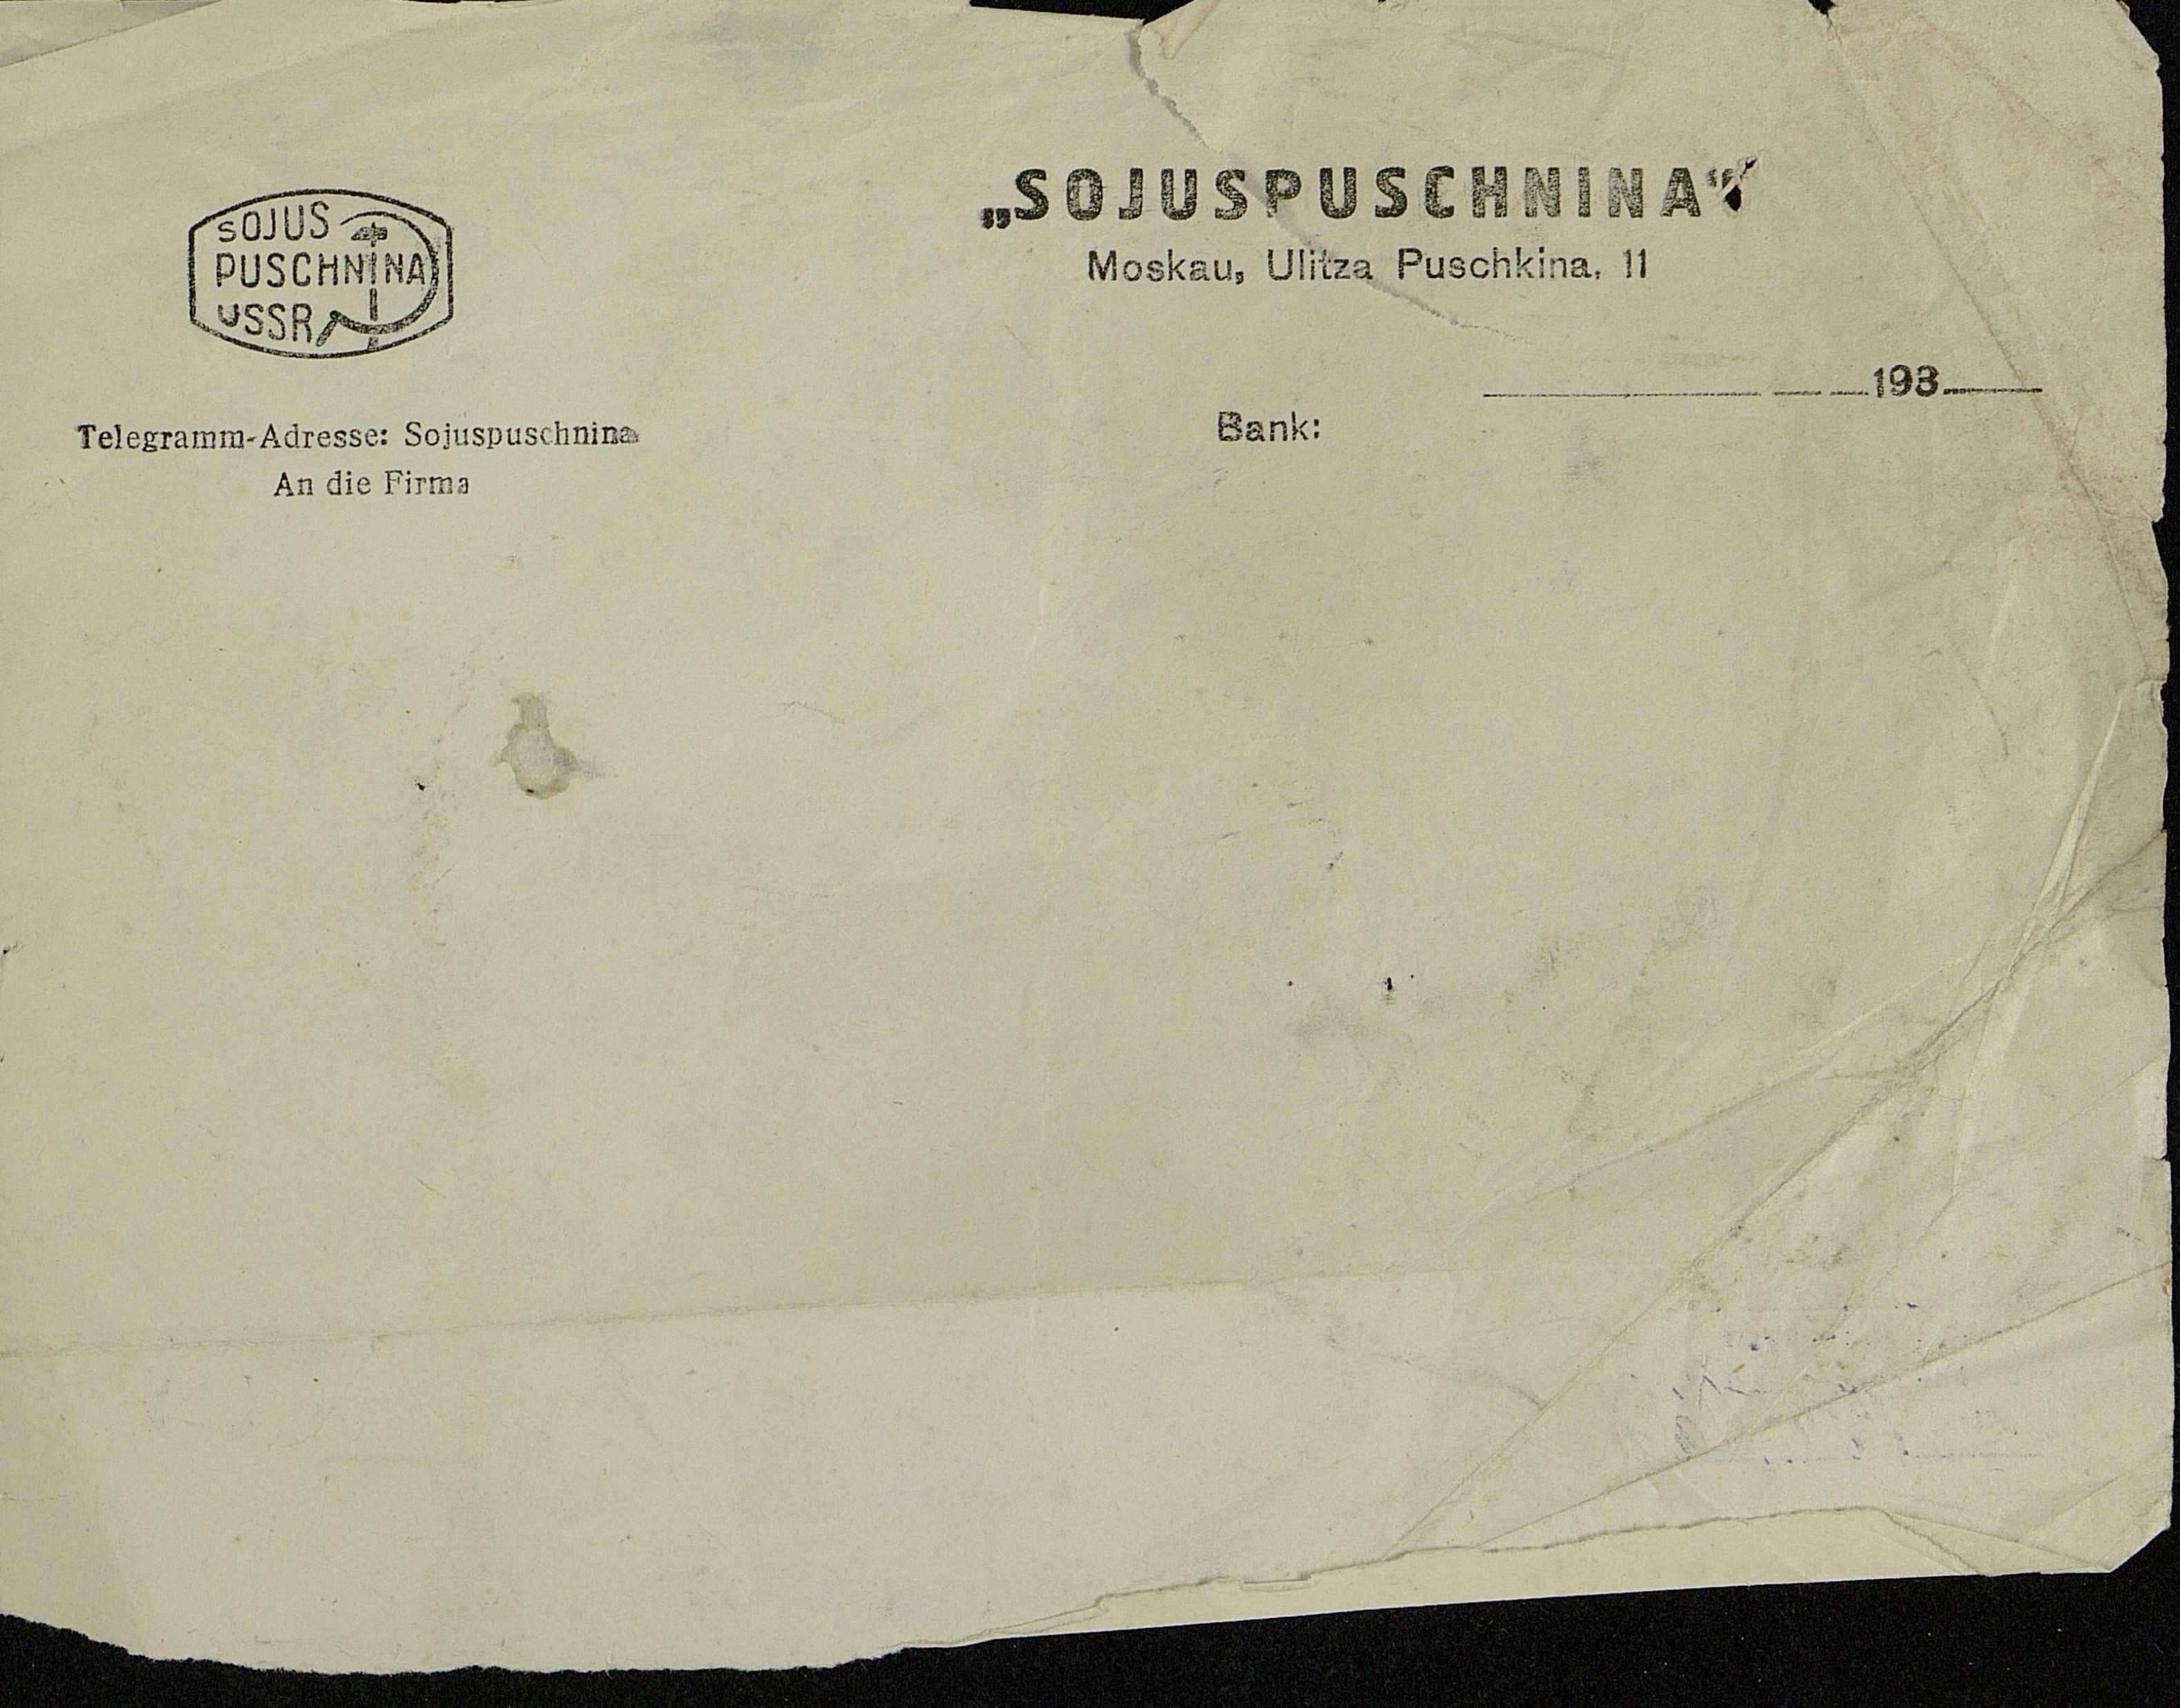 SOJUS
PUSCHNINA
USSR
„SOJUSPUSCHNINA“
Moskau, Ulitza Puschkina, 11
193
Telegramm-Adresse: Sojuspuschnina
An die Firma
Bank: